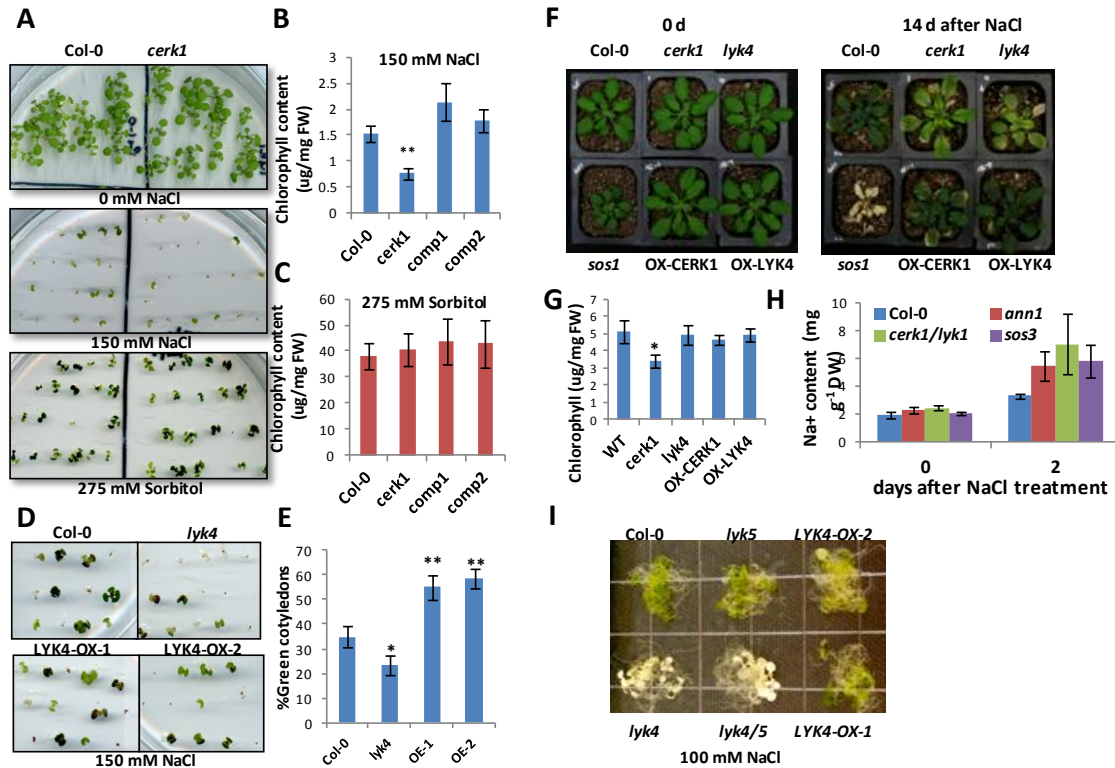 A
Col-0 cerk1
0 mM NaCl
150 mM NaCl
275 mM Sorbitol
B
150 mM NaCl
Chlorophyll content
(ug/mg FW)
3
2.5
2
1.5
1
0.5
0
**
Col-0 cerk1 comp1 comp2
C
275 mM Sorbitol
Chlorophyll content
(ug/mg FW)
60
50
40
30
20
10
0
Col-0 cerk1 comp1 comp2
D
Col-0 lyk4
LYK4-OX-1 LYK4-OX-2
150 mM NaCl
E
%Green cotyledons
70
60
50
40
30
20
10
0
* ** **
Col-0 lyk4 OE-1 OE-2
F
0 d
Col-0 cerk1 lyk4
sos1 OX-CERK1 OX-LYK4
14 d after NaCl
Col-0 cerk1 lyk4
sos1 OX-CERK1 OX-LYK4
G
Chlorophyll (ug/mg FW)
7
6
5
4
3
2
1
0
*
WT cerk1 lyk4 OX-CERK1 OX-LYK4
H
Na+ content (mg
g-1 DW)
10
8
6
4
2
0
Col-0 ann1
cerk1/lyk1 sos3
0 2
days after NaCl treatment
I
Col-0 lyk5 LYK4-OX-2
lyk4 lyk4/5 LYK4-OX-1
100 mM NaCl